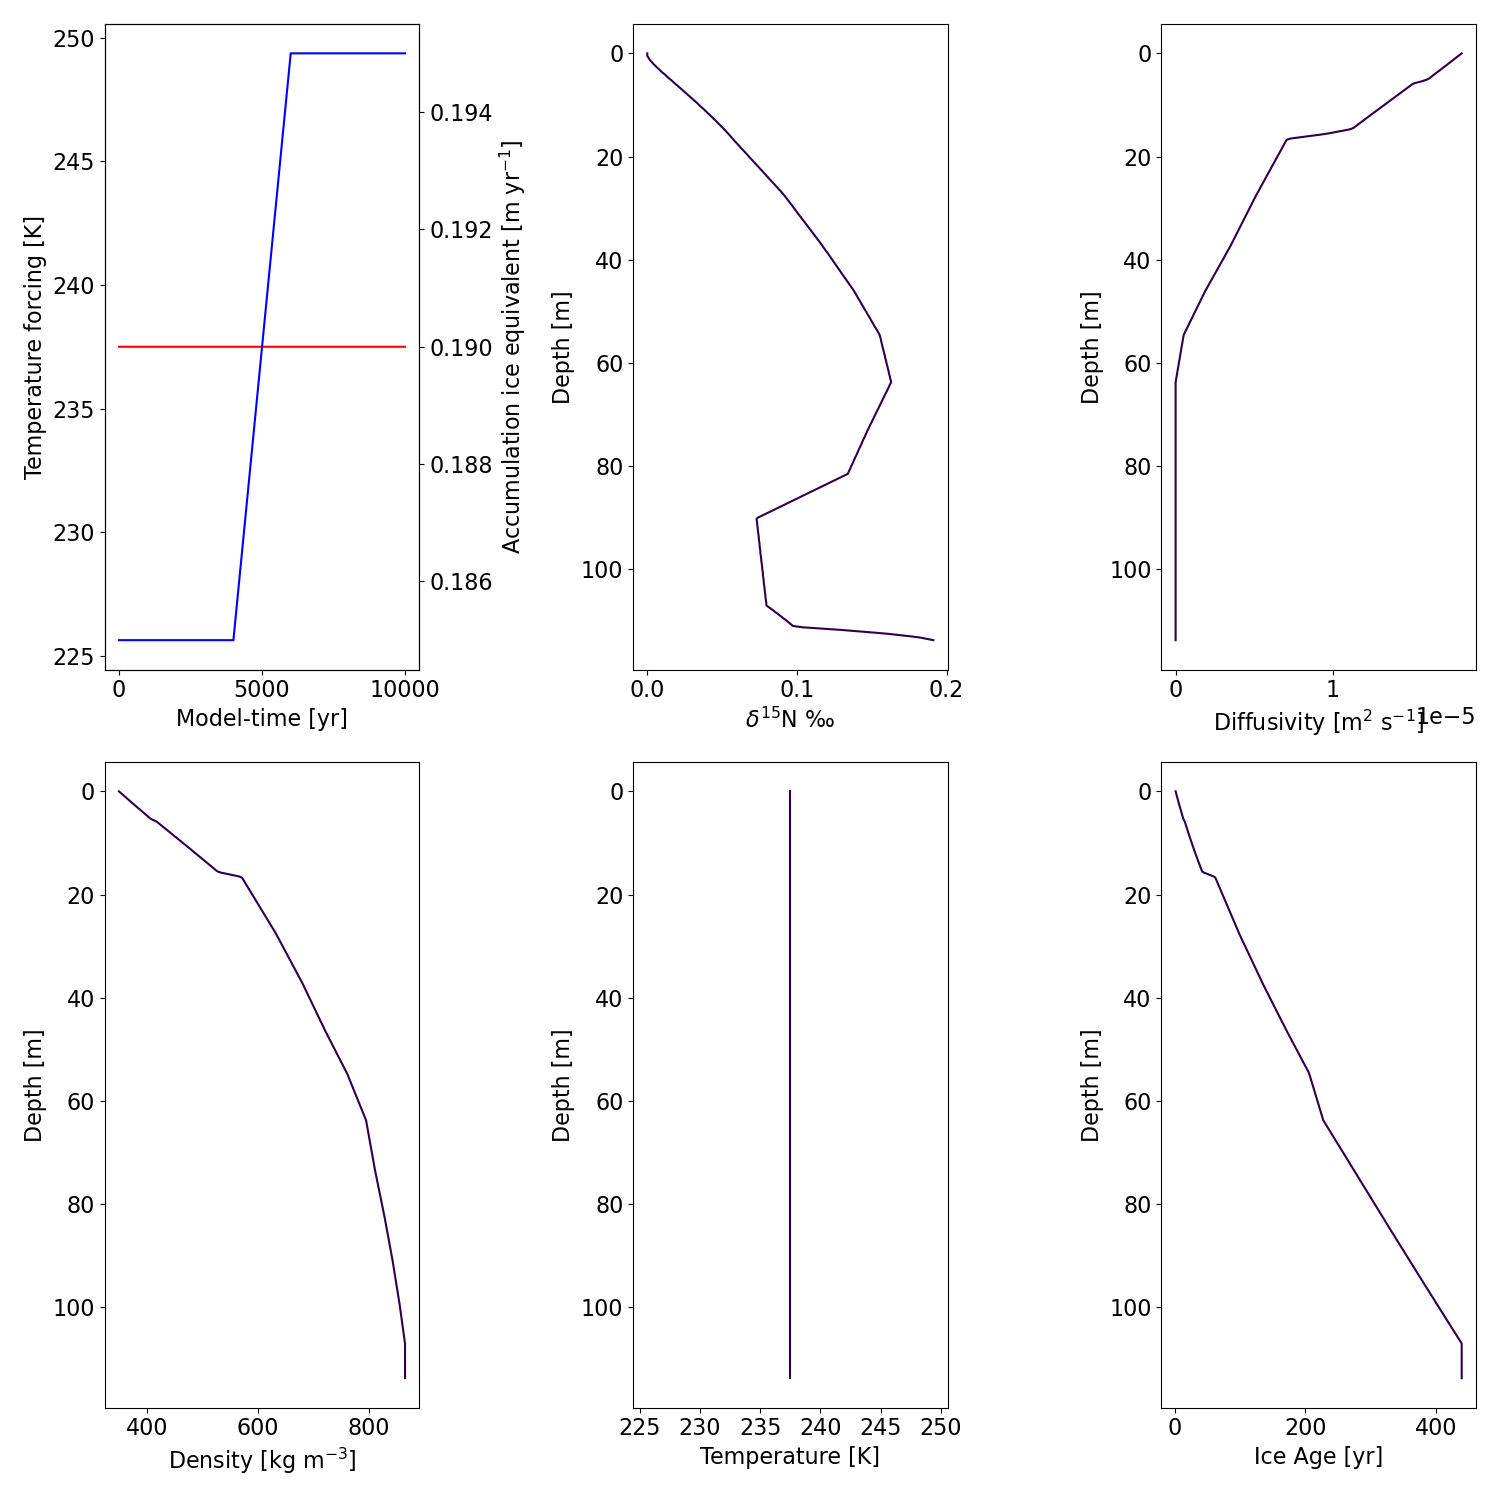 250
245
240
235
230
225
Temperature forcing [K]
0 5000 10000
Model-time [yr]
0.194
0.192
0.190
0.188
0.186
Accumulation ice equivalent [m yr⁻¹]
0
20
40
60
80
100
Depth [m]
0.0 0.1 0.2
δ¹⁵N ‰
0
20
40
60
80
100
Depth [m]
0 1
Diffusivity [m² s⁻¹]
1e−5
0
20
40
60
80
100
Depth [m]
400 600 800
Density [kg m⁻³]
0
20
40
60
80
100
Depth [m]
225 230 235 240 245 250
Temperature [K]
0
20
40
60
80
100
Depth [m]
0 200 400
Ice Age [yr]